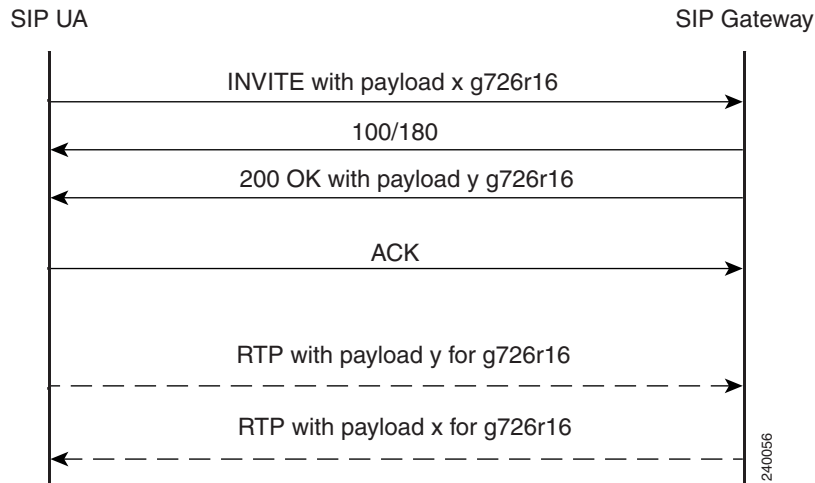 SIP UA
SIP Gateway
INVITE with payload x g726r16
100/180
200 OK with payload y g726r16
ACK
RTP with payload y for g726r16
RTP with payload x for g726r16
240056